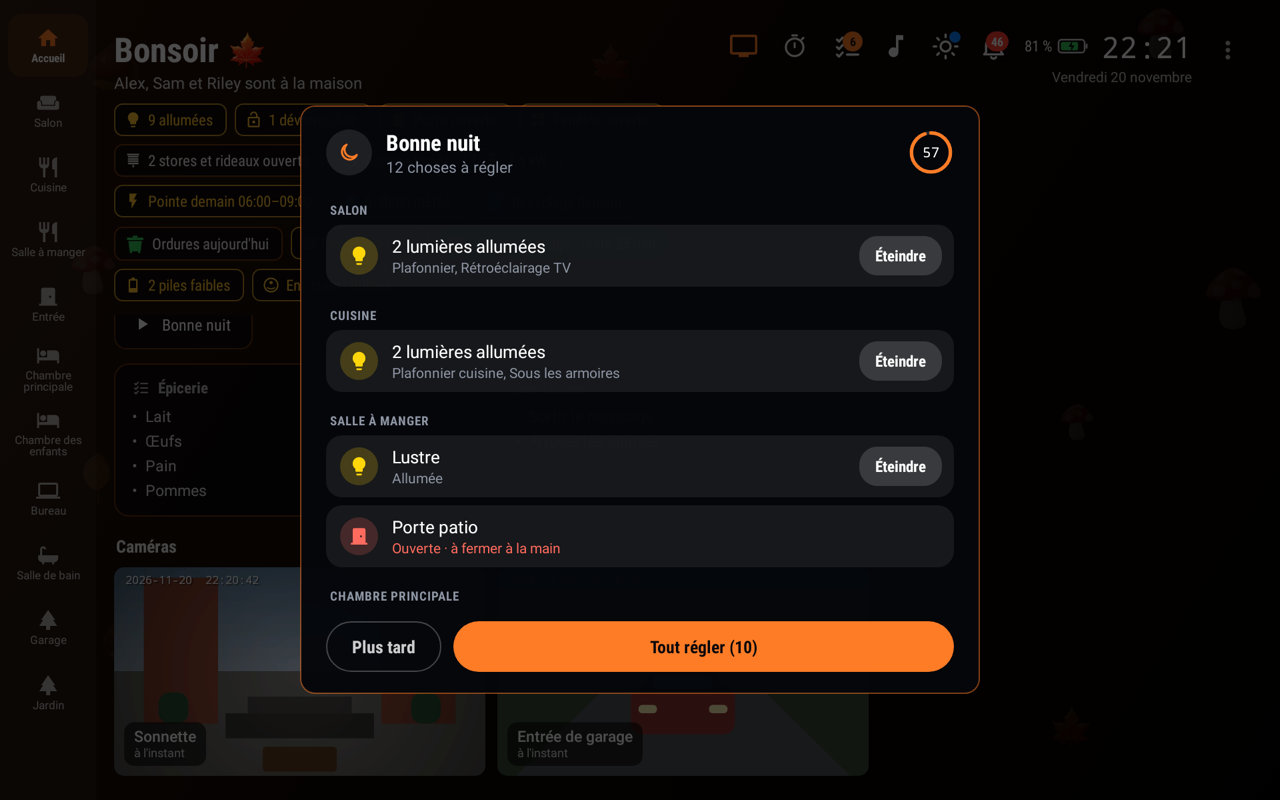 Accueil
Salon
Cuisine
Salle à manger
Entrée
Chambre
principale
Chambre des
enfants
Bureau
Salle de bain
Garage
Jardin
Bonsoir
Alex, Sam et Riley sont à la maison
6
46
81 %
22:21
Vendredi 20 novembre
9 allumées
1 dév
2 stores et rideaux ouvert
Pointe demain 06:00–09:0
Ordures aujourd'hui
2 piles faibles
En
Bonne nuit
Épicerie
• Lait
• Œufs
• Pain
• Pommes
Caméras
2026-11-20 22:20:42
Sonnette
à l'instant
Entrée de garage
à l'instant
Bonne nuit
12 choses à régler
57
SALON
2 lumières allumées
Plafonnier, Rétroéclairage TV
Éteindre
CUISINE
2 lumières allumées
Plafonnier cuisine, Sous les armoires
Éteindre
SALLE À MANGER
Lustre
Allumée
Éteindre
Porte patio
Ouverte · à fermer à la main
CHAMBRE PRINCIPALE
Plus tard
Tout régler (10)